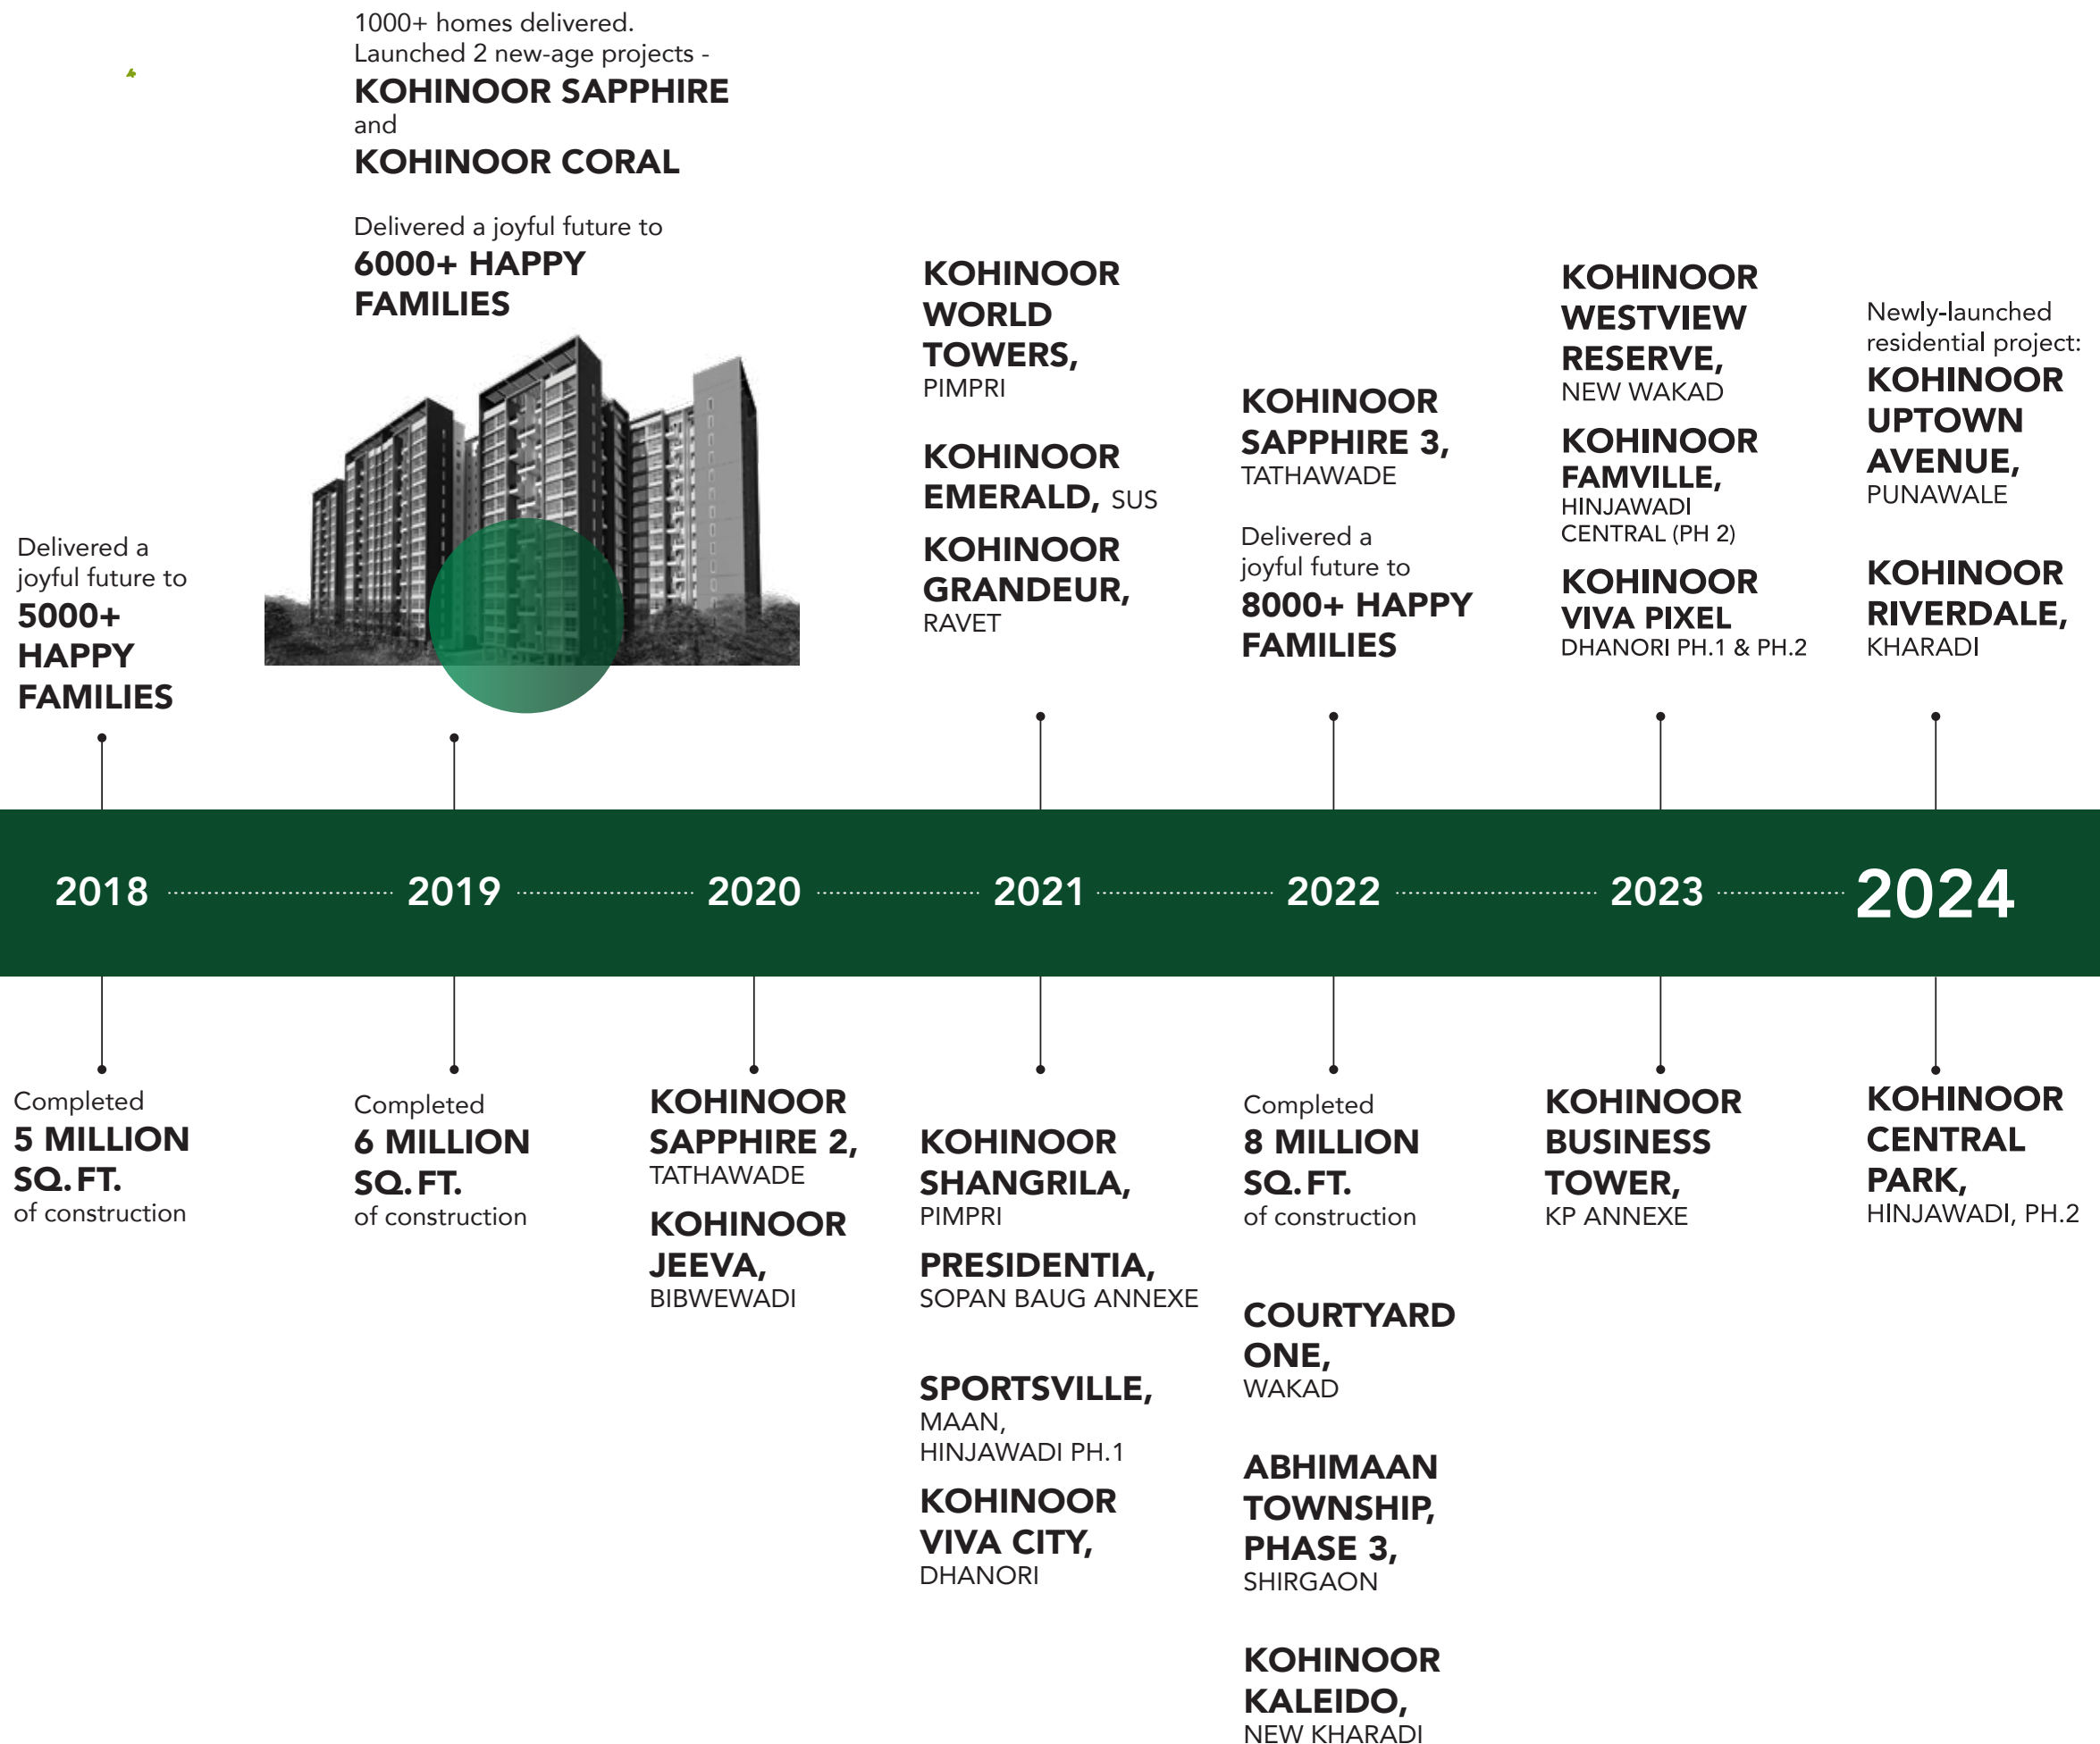 1000+ homes delivered.
Launched 2 new-age projects -
KOHINOOR SAPPHIRE
and
KOHINOOR CORAL
Delivered a joyful future to
6000+ HAPPY
FAMILIES
Delivered a
joyful future to
5000+
HAPPY
FAMILIES
KOHINOOR
WORLD
TOWERS,
PIMPRI
KOHINOOR
EMERALD, SUS
KOHINOOR
GRANDEUR,
RAVET
KOHINOOR
SAPPHIRE 3,
TATHAWADE
Delivered a
joyful future to
8000+ HAPPY
FAMILIES
KOHINOOR
WESTVIEW
RESERVE,
NEW WAKAD
KOHINOOR
FAMVILLE,
HINJAWADI
CENTRAL (PH 2)
KOHINOOR
VIVA PIXEL
DHANORI PH.1 & PH.2
Newly-launched
residential project:
KOHINOOR
UPTOWN
AVENUE,
PUNAWALE
KOHINOOR
RIVERDALE,
KHARADI
2018 2019 2020 2021 2022 2023 2024
Completed
5 MILLION
SQ.FT.
of construction
Completed
6 MILLION
SQ.FT.
of construction
KOHINOOR
SAPPHIRE 2,
TATHAWADE
KOHINOOR
JEEVA,
BIBWEWADI
KOHINOOR
SHANGRILA,
PIMPRI
PRESIDENTIA,
SOPAN BAUG ANNEXE
SPORTSVILLE,
MAAN,
HINJAWADI PH.1
KOHINOOR
VIVA CITY,
DHANORI
Completed
8 MILLION
SQ.FT.
of construction
COURTYARD
ONE,
WAKAD
ABHIMAAN
TOWNSHIP,
PHASE 3,
SHIRGAON
KOHINOOR
KALEIDO,
NEW KHARADI
KOHINOOR
BUSINESS
TOWER,
KP ANNEXE
KOHINOOR
CENTRAL
PARK,
HINJAWADI, PH.2